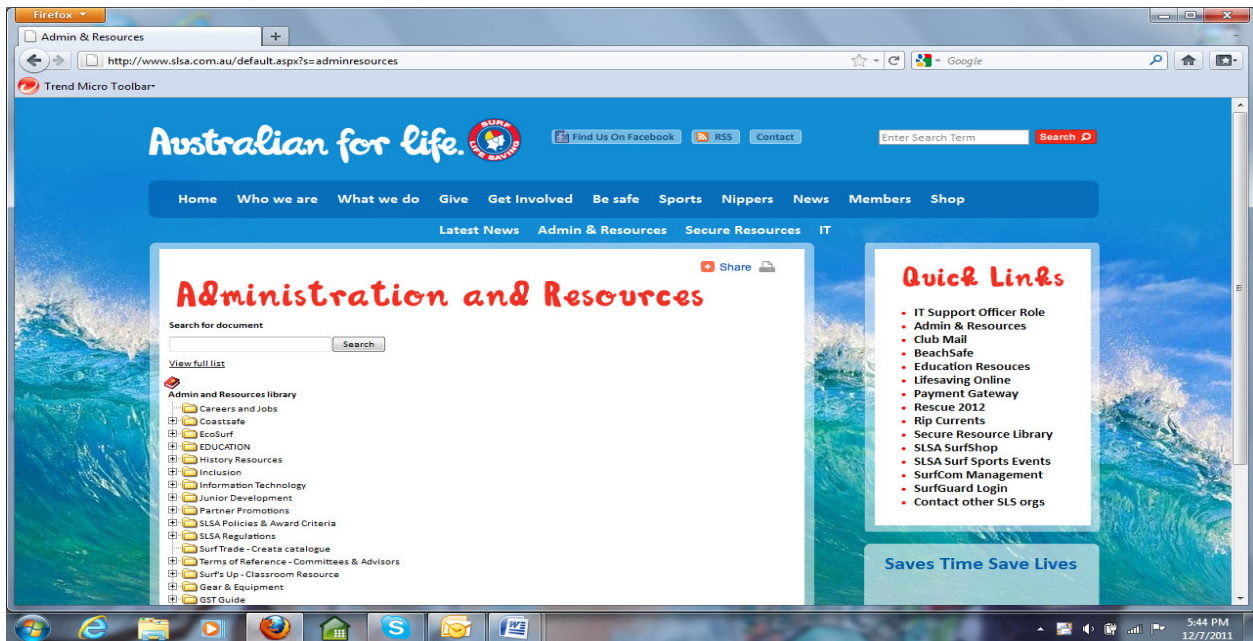 Firefox
Admin & Resources
http://www.slsa.com.au/default.aspx?s=adminresources
Google
Trend Micro Toolbar
Australian for life.
SURF
LIFE SAVING
Find Us On Facebook
RSS
Contact
Enter Search Term
Search
Home Who we are What we do Give Get Involved Be safe Sports Nippers News Members Shop
Latest News Admin & Resources Secure Resources IT
Share
Administration and Resources
Search for document
Search
View full list
Admin and Resources library
Careers and Jobs
Coastsafe
EcoSurf
EDUCATION
History Resources
Inclusion
Information Technology
Junior Development
Partner Promotions
SLSA Policies & Award Criteria
SLSA Regulations
Surf Trade - Creata catalogue
Terms of Reference - Committees & Advisors
Surf's Up - Classroom Resource
Gear & Equipment
GST Guide
Quick Links
IT Support Officer Role
Admin & Resources
Club Mail
BeachSafe
Education Resouces
Lifesaving Online
Payment Gateway
Rescue 2012
Rip Currents
Secure Resource Library
SLSA SurfShop
SLSA Surf Sports Events
SurfCom Management
SurfGuard Login
Contact other SLS orgs
Saves Time Save Lives
5:44 PM
12/7/2011